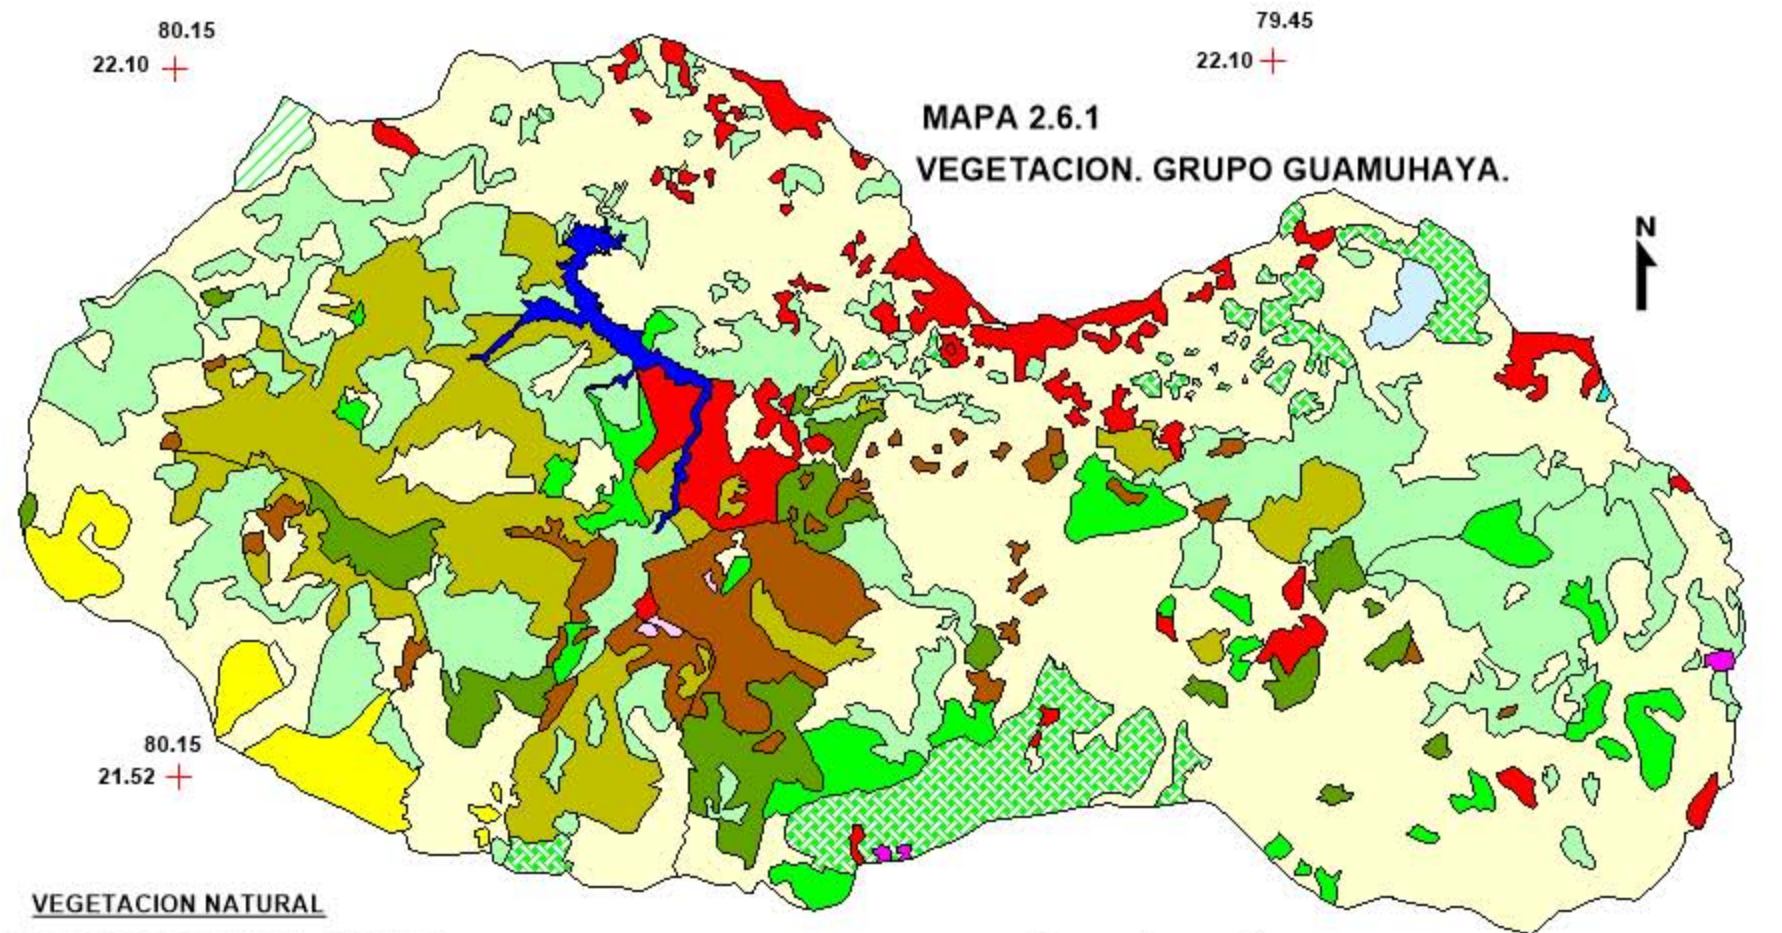 80.15
22.10
79.45
22.10
MAPA 2.6.1
VEGETACION. GRUPO GUAMUHAYA.
N
80.15
21.52
VEGETACION NATURAL